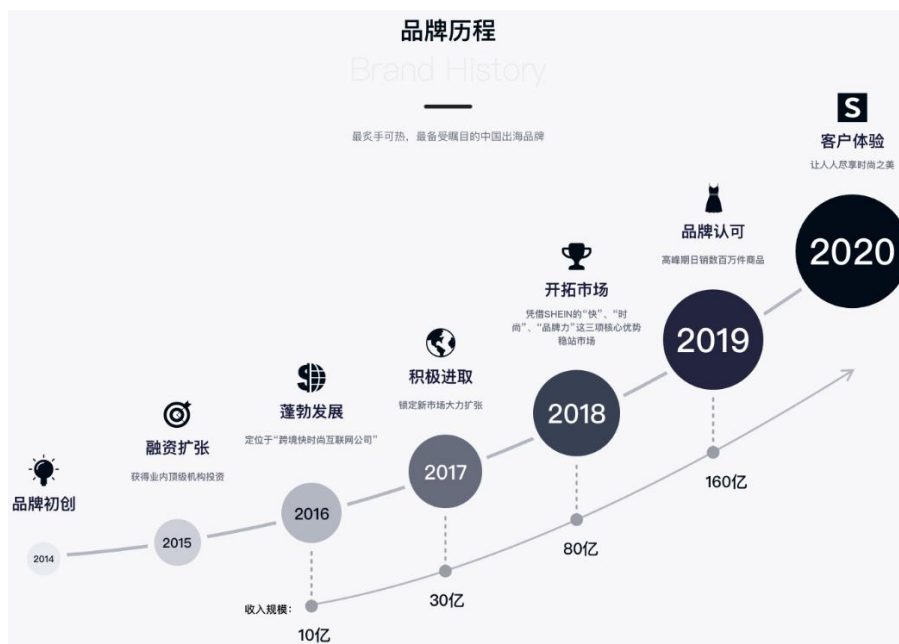 品牌历程
Brand History
最炙手可热，最备受瞩目的中国出海品牌
S
客户体验
让人人尽享时尚之美
2020
品牌认可
高峰期日销数百万件商品
2019
160亿
开拓市场
凭借SHEIN的“快”、“时
尚”、“品牌力”这三项核心优势
稳站市场
2018
80亿
积极进取
锁定新市场大力扩张
2017
30亿
蓬勃发展
定位于“跨境快时尚互联网公司”
2016
收入规模：
10亿
融资扩张
获得业内顶级机构投资
2015
品牌初创
2014